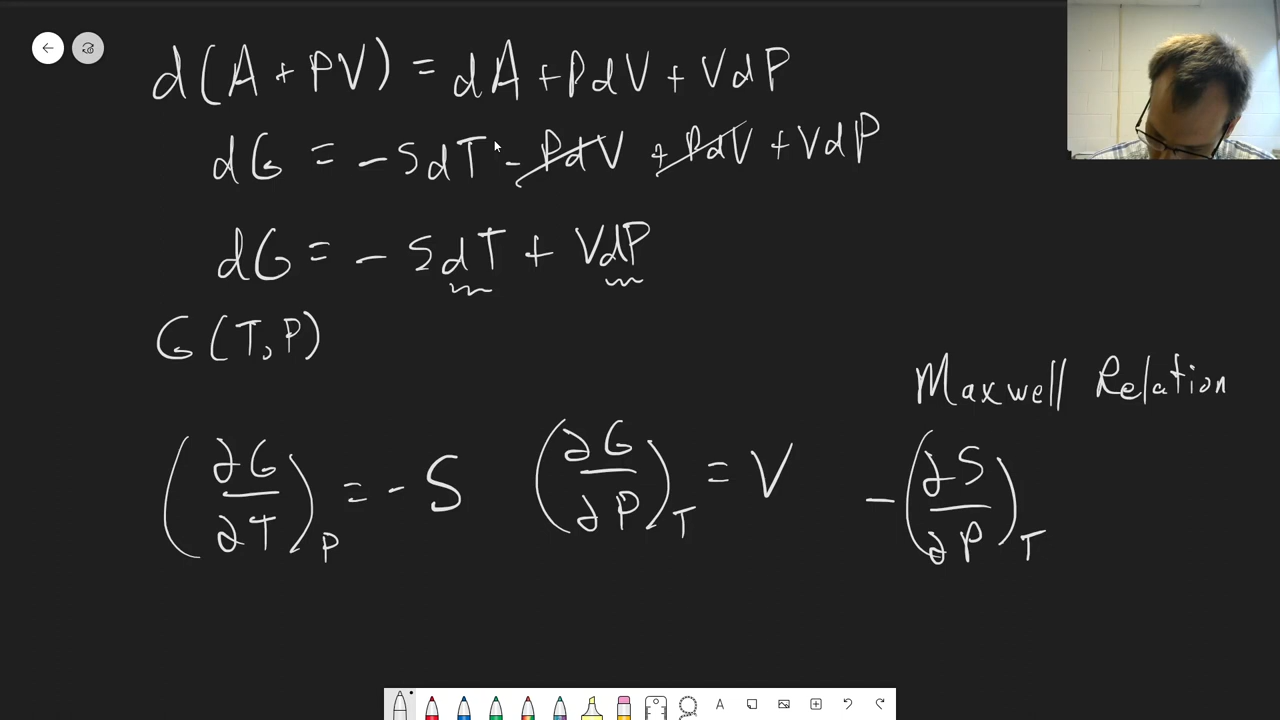 d(A + PV) = dA + PdV + VdP
dG = -SdT - PdV + PdV + VdP
dG = -SdT + VdP
G(T,P)
Maxwell Relation
(∂G/∂T)_P = -S (∂G/∂P)_T = V -(∂S/∂P)_T
A